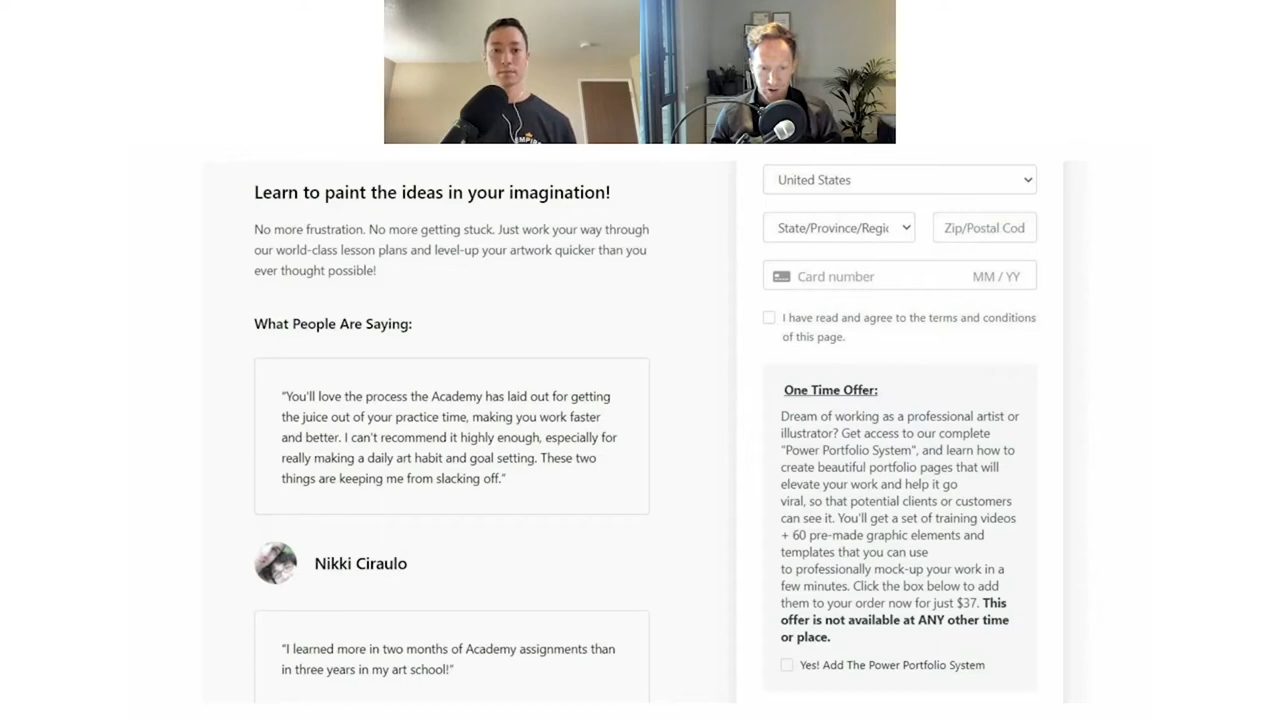 EMPIRE
Learn to paint the ideas in your imagination!
No more frustration. No more getting stuck. Just work your way through
our world-class lesson plans and level-up your artwork quicker than you
ever thought possible!
What People Are Saying:
“You'll love the process the Academy has laid out for getting
the juice out of your practice time, making you work faster
and better. I can't recommend it highly enough, especially for
really making a daily art habit and goal setting. These two
things are keeping me from slacking off.”
Nikki Ciraulo
“I learned more in two months of Academy assignments than
in three years in my art school!”
United States
State/Province/Regic Zip/Postal Cod
Card number MM / YY
I have read and agree to the terms and conditions
of this page.
One Time Offer:
Dream of working as a professional artist or
illustrator? Get access to our complete
"Power Portfolio System", and learn how to
create beautiful portfolio pages that will
elevate your work and help it go
viral, so that potential clients or customers
can see it. You'll get a set of training videos
+ 60 pre-made graphic elements and
templates that you can use
to professionally mock-up your work in a
few minutes. Click the box below to add
them to your order now for just $37. This
offer is not available at ANY other time
or place.
Yes! Add The Power Portfolio System